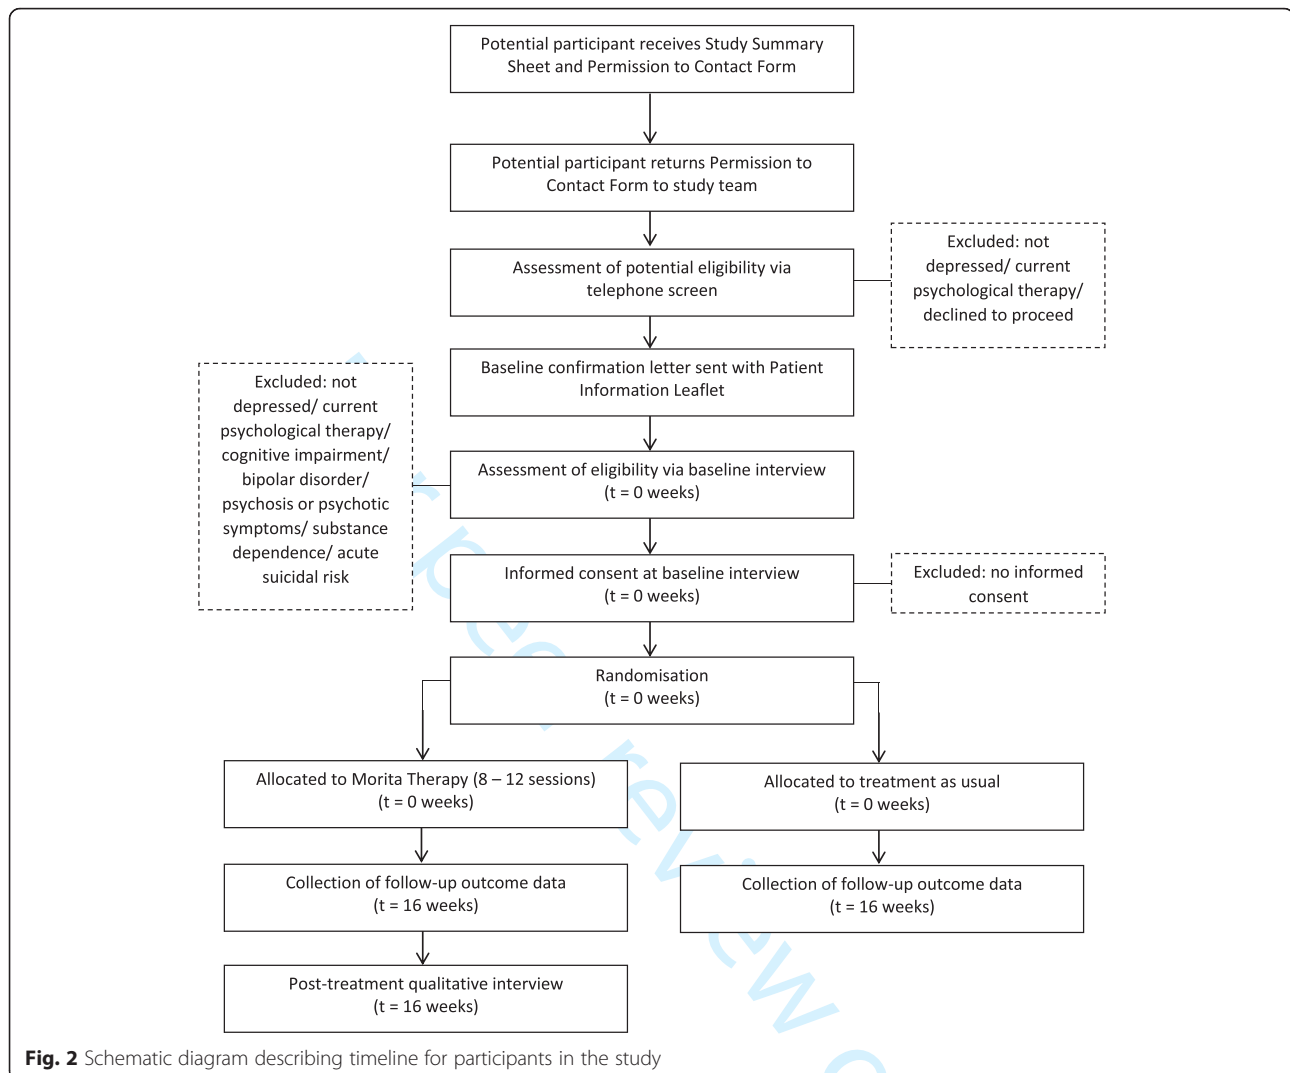 Potential participant receives Study Summary
Sheet and Permission to Contact Form
Potential participant returns Permission to
Contact Form to study team
Assessment of potential eligibility via
telephone screen
Excluded: not
depressed/ current
psychological therapy/
declined to proceed
Baseline confirmation letter sent with Patient
Information Leaflet
Excluded: not
depressed/ current
psychological therapy/
cognitive impairment/
bipolar disorder/
psychosis or psychotic
symptoms/ substance
dependence/ acute
suicidal risk
Assessment of eligibility via baseline interview
(t = 0 weeks)
Informed consent at baseline interview
(t = 0 weeks)
Excluded: no informed
consent
Randomisation
(t = 0 weeks)
Allocated to Morita Therapy (8 – 12 sessions)
(t = 0 weeks)
Allocated to treatment as usual
(t = 0 weeks)
Collection of follow-up outcome data
(t = 16 weeks)
Collection of follow-up outcome data
(t = 16 weeks)
Post-treatment qualitative interview
(t = 16 weeks)
Fig. 2 Schematic diagram describing timeline for participants in the study
peer review